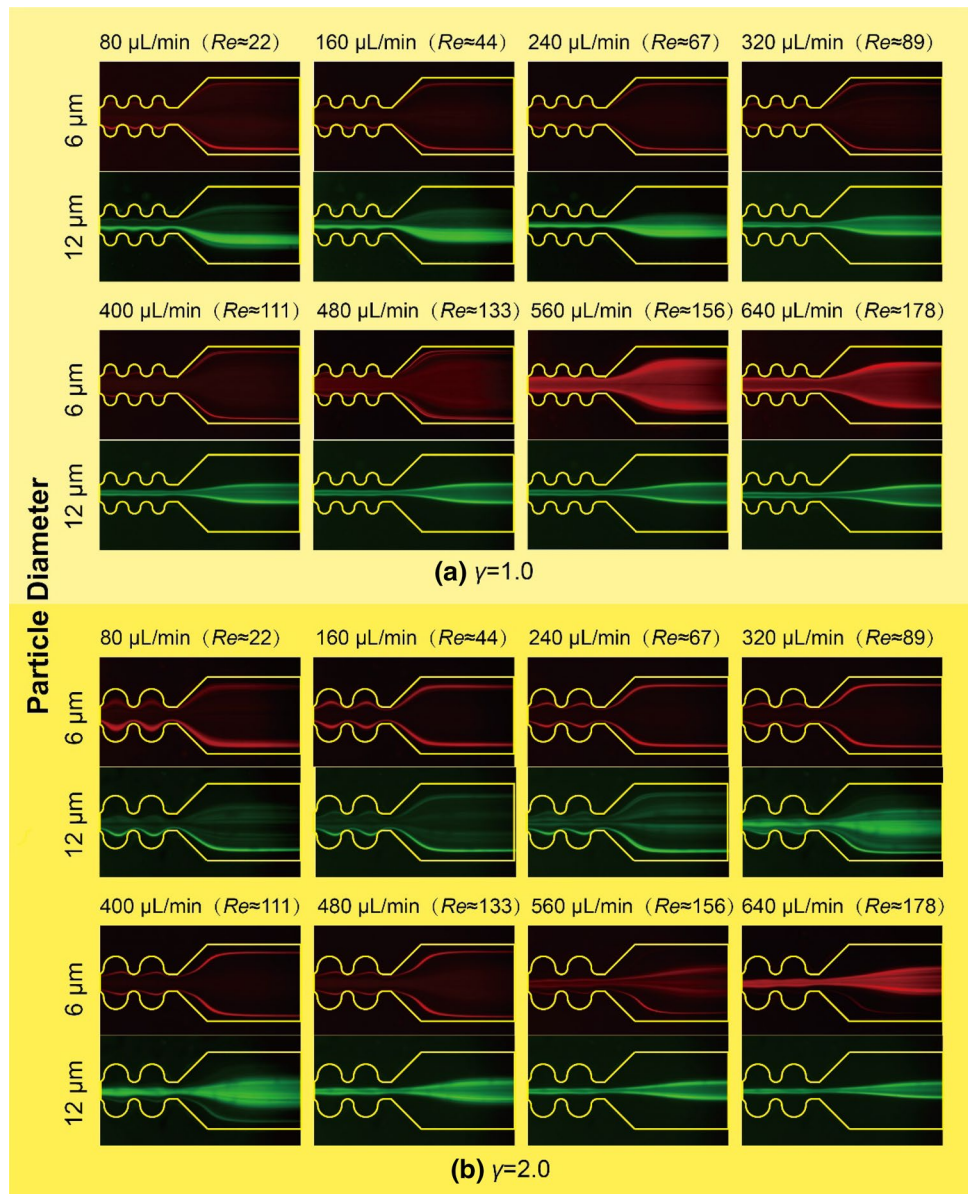 80 µL/min（Re≈22） 160 µL/min（Re≈44） 240 µL/min（Re≈67） 320 µL/min（Re≈89）
6 µm
12 µm
400 µL/min（Re≈111） 480 µL/min（Re≈133） 560 µL/min（Re≈156） 640 µL/min（Re≈178）
6 µm
12 µm
(a) γ=1.0
Particle Diameter
80 µL/min（Re≈22） 160 µL/min（Re≈44） 240 µL/min（Re≈67） 320 µL/min（Re≈89）
6 µm
12 µm
400 µL/min（Re≈111） 480 µL/min（Re≈133） 560 µL/min（Re≈156） 640 µL/min（Re≈178）
6 µm
12 µm
(b) γ=2.0